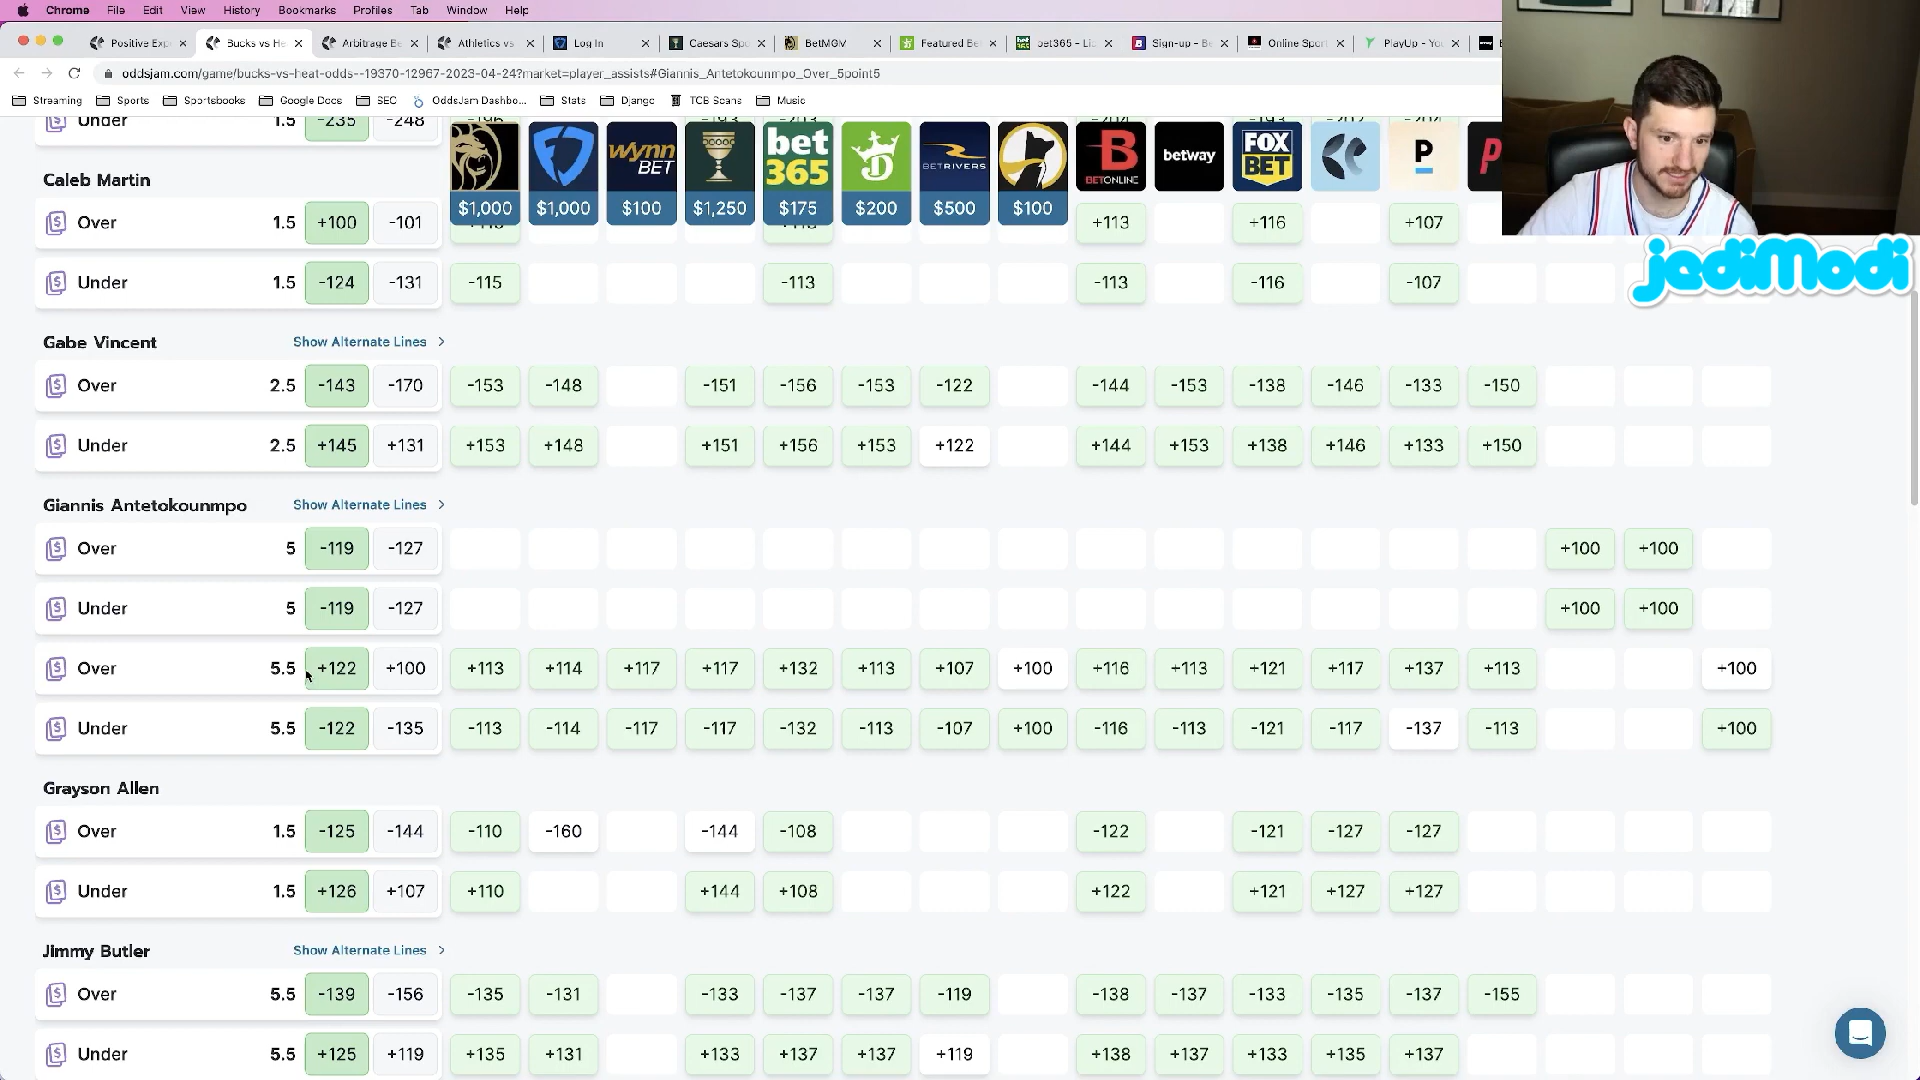 Chrome File Edit View History Bookmarks Profiles Tab Window Help
Positive Exp × Bucks vs He × Arbitrage Be × Athletics vs × Log In × Caesars Spo × BetMGM × Featured Be × bet365 - Li × Sign-up - Be × Online Sport × PlayUp - Yo ×
oddsjam.com/game/bucks-vs-heat-odds--19370-12967-2023-04-24?market=player_assists#Giannis_Antetokounmpo_Over_5point5
Streaming Sports Sportsbooks Google Docs SEO OddsJam Dashbo... Stats Django TCB Scans Music
Under 1.5 -235 -248
WYNN BET bet365 BETRIVERS BETONLINE betway FOX BET P
$1,000 $1,000 $100 $1,250 $175 $200 $500 $100
jediModi
Caleb Martin
Over 1.5 +100 -101 +113 +116 +107
Under 1.5 -124 -131 -115 -113 -113 -116 -107
Gabe Vincent Show Alternate Lines >
Over 2.5 -143 -170 -153 -148 -151 -156 -153 -122 -144 -153 -138 -146 -133 -150
Under 2.5 +145 +131 +153 +148 +151 +156 +153 +122 +144 +153 +138 +146 +133 +150
Giannis Antetokounmpo Show Alternate Lines >
Over 5 -119 -127 +100 +100
Under 5 -119 -127 +100 +100
Over 5.5 +122 +100 +113 +114 +117 +117 +132 +113 +107 +100 +116 +113 +121 +117 +137 +113 +100
Under 5.5 -122 -135 -113 -114 -117 -117 -132 -113 -107 +100 -116 -113 -121 -117 -137 -113 +100
Grayson Allen
Over 1.5 -125 -144 -110 -160 -144 -108 -122 -121 -127 -127
Under 1.5 +126 +107 +110 +144 +108 +122 +121 +127 +127
Jimmy Butler Show Alternate Lines >
Over 5.5 -139 -156 -135 -131 -133 -137 -137 -119 -138 -137 -133 -135 -137 -155
Under 5.5 +125 +119 +135 +131 +133 +137 +137 +119 +138 +137 +133 +135 +137